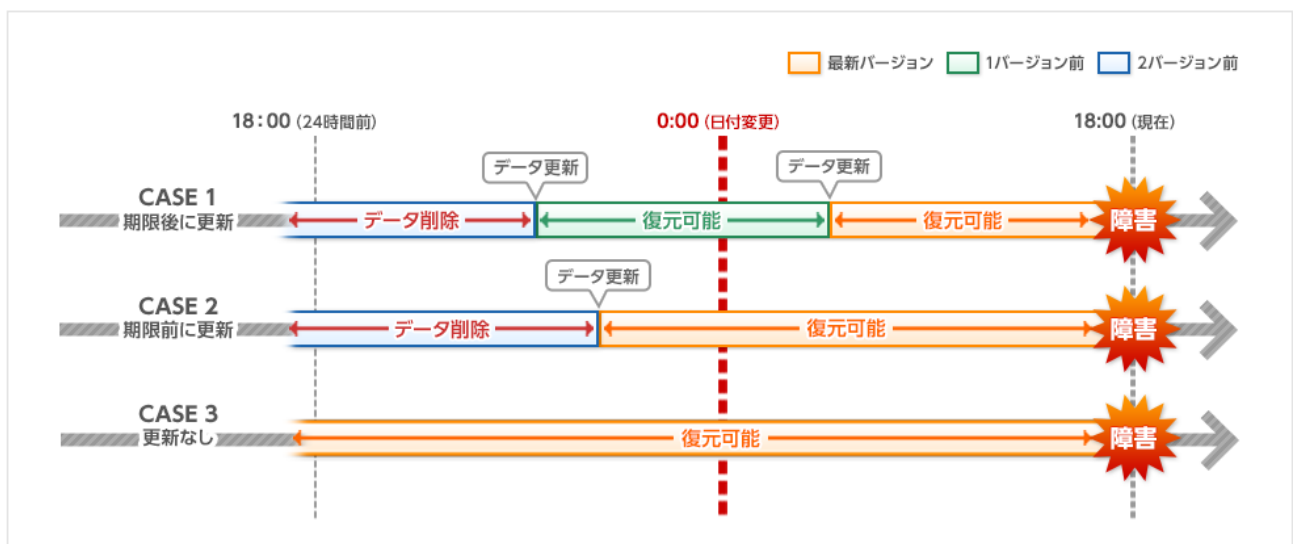 最新バージョン 1バージョン前 2バージョン前
18:00 (24時間前) 0:00 (日付変更) 18:00 (現在)
データ更新 データ更新
CASE 1
期限後に更新 データ削除 復元可能 復元可能 障害
データ更新
CASE 2
期限前に更新 データ削除 復元可能 障害
CASE 3
更新なし 復元可能 障害